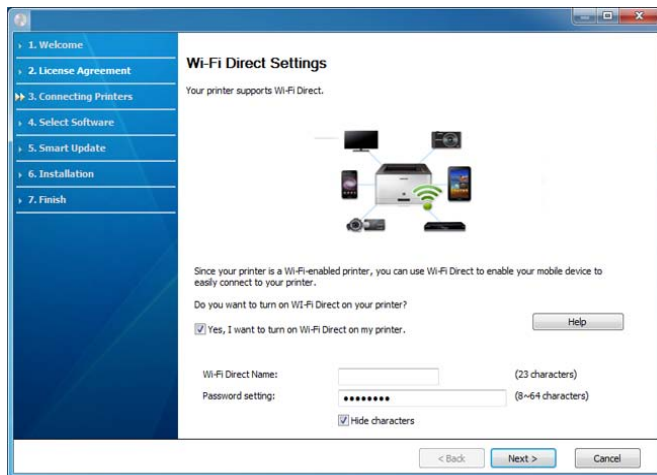 1. Welcome
2. License Agreement
3. Connecting Printers
4. Select Software
5. Smart Update
6. Installation
7. Finish
Wi-Fi Direct Settings
Your printer supports Wi-Fi Direct.
Since your printer is a Wi-Fi-enabled printer, you can use Wi-Fi Direct to enable your mobile device to
easily connect to your printer.
Do you want to turn on WI-Fi Direct on your printer?
Yes, I want to turn on Wi-Fi Direct on my printer.
Help
Wi-Fi Direct Name: (23 characters)
Password setting: •••••••• (8~64 characters)
Hide characters
< Back Next > Cancel